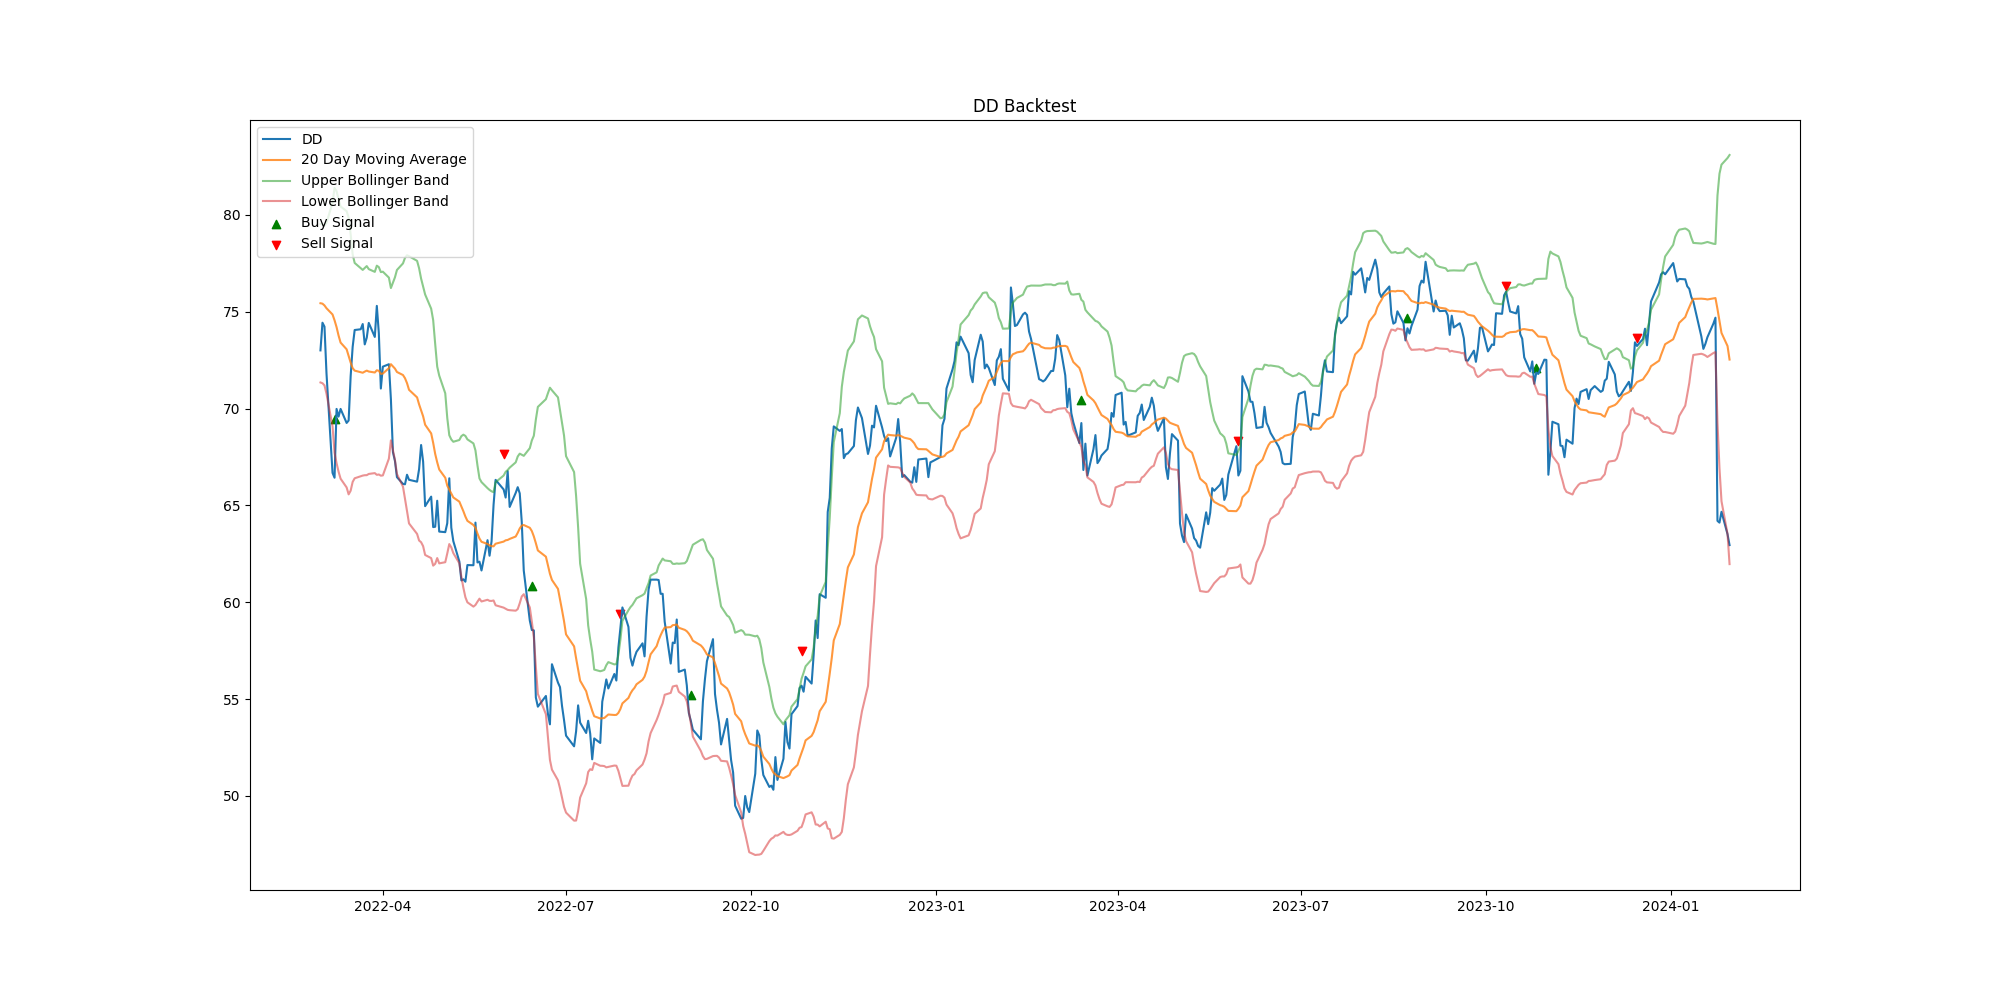 DD Backtest
DD
20 Day Moving Average
Upper Bollinger Band
Lower Bollinger Band
Buy Signal
Sell Signal
80
75
70
65
60
55
50
2022-04 2022-07 2022-10 2023-01 2023-04 2023-07 2023-10 2024-01